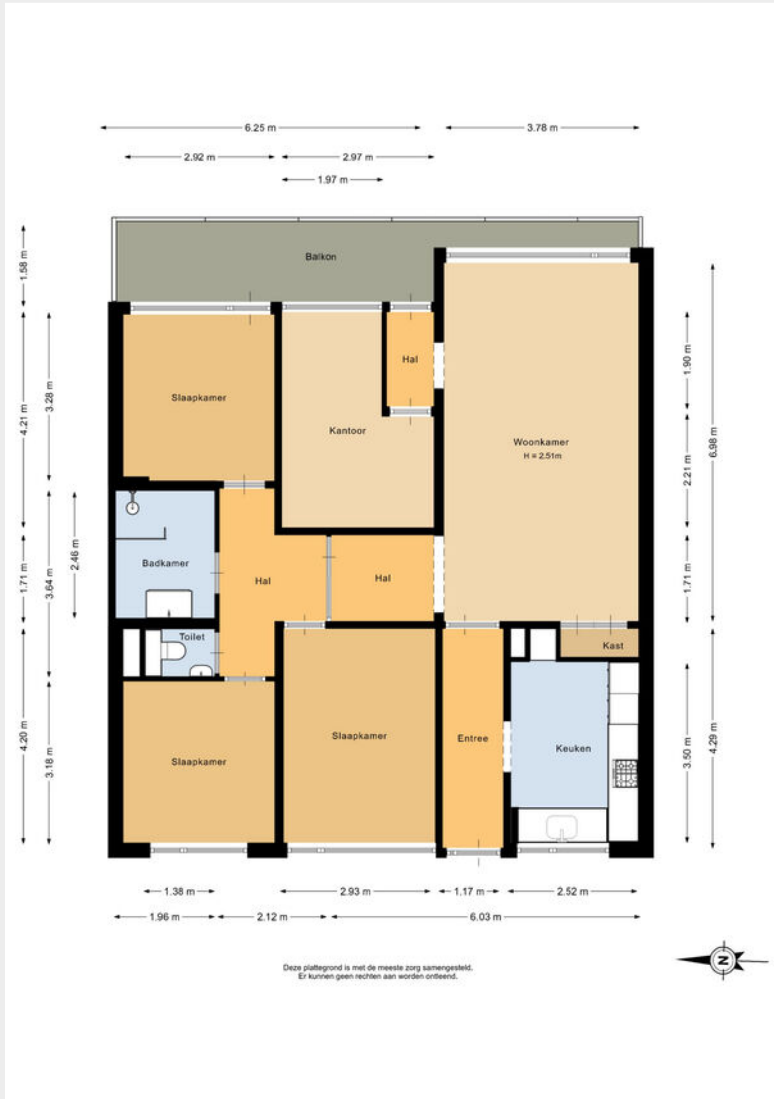 6.25 m
3.78 m
2.92 m
2.97 m
1.97 m
1.58 m
Balkon
4.21 m
3.28 m
Slaapkamer
Hal
1.90 m
Kantoor
Woonkamer
H = 2.51m
6.98 m
2.21 m
1.71 m
3.64 m
2.46 m
Badkamer
Hal
Hal
1.71 m
Toilet
Kast
4.20 m
3.18 m
Slaapkamer
Slaapkamer
Entree
Keuken
3.50 m
4.29 m
1.38 m
2.93 m
1.17 m
2.52 m
1.96 m
2.12 m
6.03 m
N
Deze plattegrond is met de meeste zorg samengesteld.
Er kunnen geen rechten aan worden ontleend.